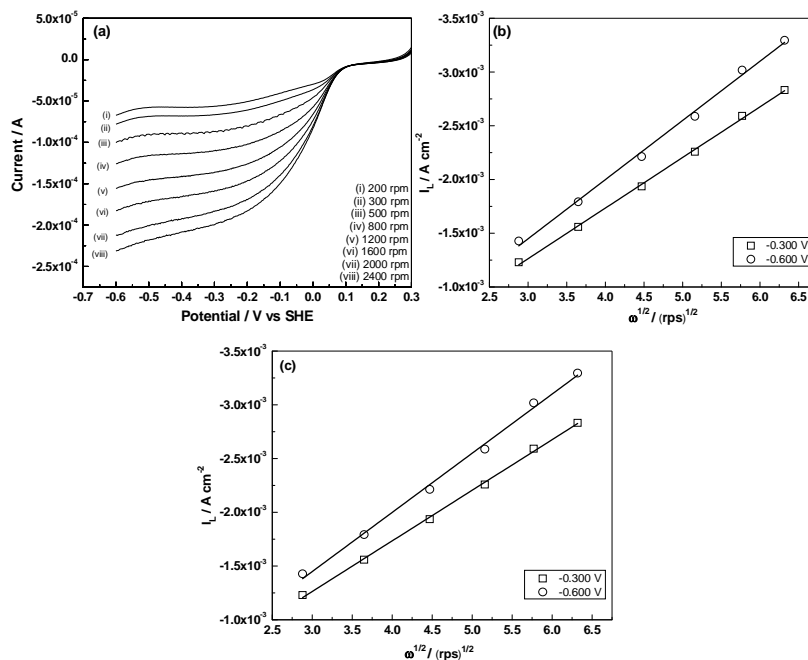 (a)
5.0x10⁻⁵
0.0
-5.0x10⁻⁵
-1.0x10⁻⁴
-1.5x10⁻⁴
-2.0x10⁻⁴
-2.5x10⁻⁴
Current / A
(i)
(ii)
(iii)
(iv)
(v)
(vi)
(vii)
(viii)
(i) 200 rpm
(ii) 300 rpm
(iii) 500 rpm
(iv) 800 rpm
(v) 1200 rpm
(vi) 1600 rpm
(vii) 2000 rpm
(viii) 2400 rpm
-0.7 -0.6 -0.5 -0.4 -0.3 -0.2 -0.1 0.0 0.1 0.2 0.3
Potential / V vs SHE
(b)
-3.5x10⁻³
-3.0x10⁻³
-2.5x10⁻³
-2.0x10⁻³
-1.5x10⁻³
-1.0x10⁻³
I_L / A cm⁻²
-0.300 V
-0.600 V
2.5 3.0 3.5 4.0 4.5 5.0 5.5 6.0 6.5
ω^1/2 / (rps)^1/2
(c)
-3.5x10⁻³
-3.0x10⁻³
-2.5x10⁻³
-2.0x10⁻³
-1.5x10⁻³
-1.0x10⁻³
I_L / A cm⁻²
-0.300 V
-0.600 V
2.5 3.0 3.5 4.0 4.5 5.0 5.5 6.0 6.5
ω^1/2 / (rps)^1/2